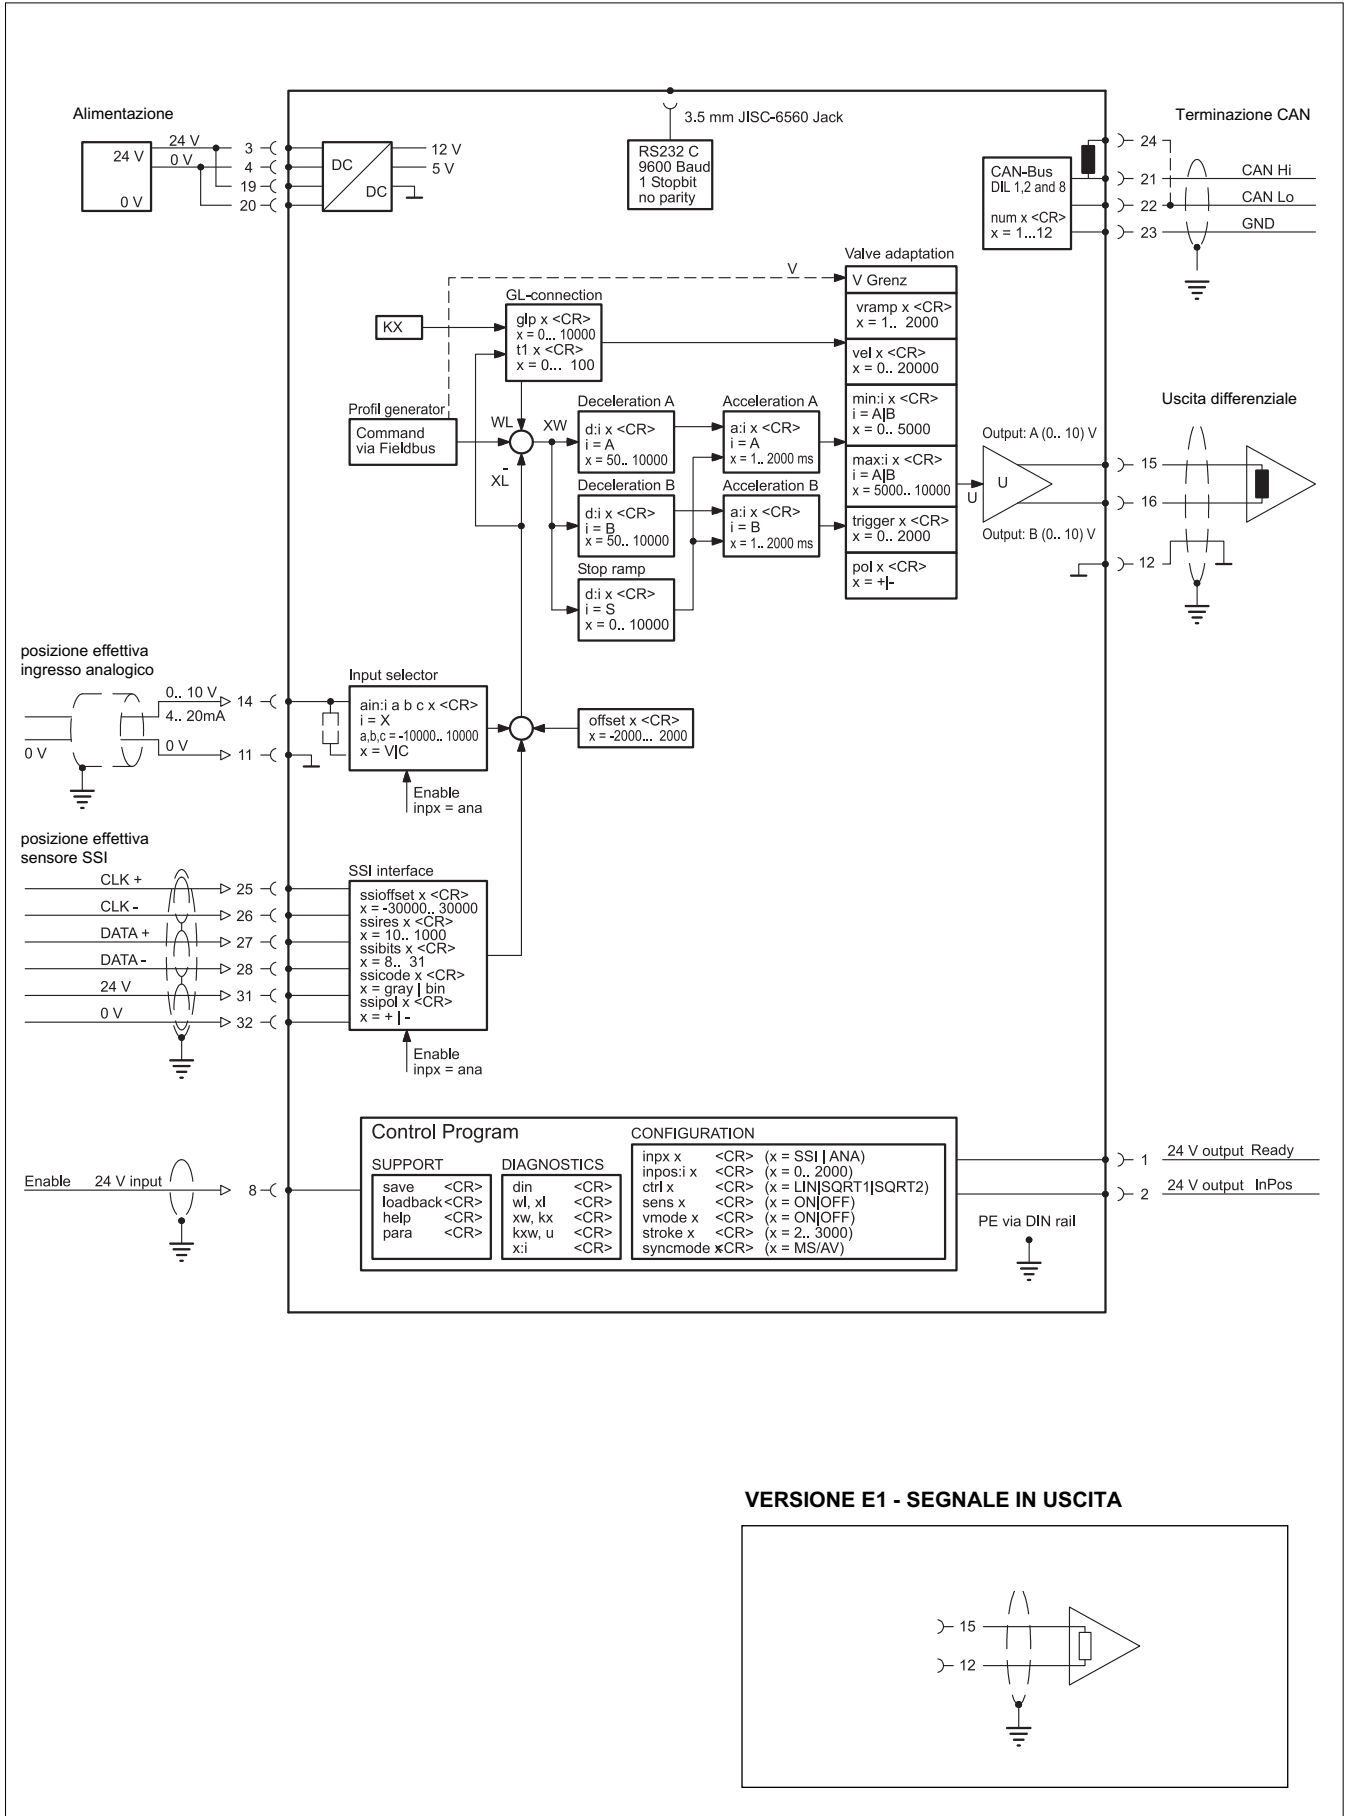 Alimentazione
24 V
0 V
24 V
0 V
3
4
19
20
DC
DC
12 V
5 V
3.5 mm JISC-6560 Jack
RS232 C
9600 Baud
1 Stopbit
no parity
Terminazione CAN
CAN-Bus
DIL 1,2 and 8
num x <CR>
x = 1...12
24
21
22
23
CAN Hi
CAN Lo
GND
V
KX
GL-connection
glp x <CR>
x = 0... 10000
t1 x <CR>
x = 0... 100
Profil generator
Command
via Fieldbus
WL
XW
-
XL
Deceleration A
d:i x <CR>
i = A
x = 50.. 10000
Deceleration B
d:i x <CR>
i = B
x = 50.. 10000
Stop ramp
d:i x <CR>
i = S
x = 0.. 10000
Acceleration A
a:i x <CR>
i = A
x = 1.. 2000 ms
Acceleration B
a:i x <CR>
i = B
x = 1.. 2000 ms
Valve adaptation
V Grenz
vramp x <CR>
x = 1.. 2000
vel x <CR>
x = 0.. 20000
min:i x <CR>
i = A|B
x = 0.. 5000
max:i x <CR>
i = A|B
x = 5000.. 10000
trigger x <CR>
x = 0.. 2000
pol x <CR>
x = +|-
U
U
Uscita differenziale
Output: A (0.. 10) V
Output: B (0.. 10) V
15
16
12
posizione effettiva
ingresso analogico
0 V
0.. 10 V
4.. 20mA
0 V
14
11
Input selector
ain:i a b c x <CR>
i = X
a,b,c = -10000.. 10000
x = V|C
Enable
inpx = ana
offset x <CR>
x = -2000... 2000
posizione effettiva
sensore SSI
CLK +
CLK -
DATA +
DATA -
24 V
0 V
25
26
27
28
31
32
SSI interface
ssioffset x <CR>
x = -30000.. 30000
ssires x <CR>
x = 10.. 1000
ssibits x <CR>
x = 8.. 31
ssicode x <CR>
x = gray | bin
ssipol x <CR>
x = + | -
Enable
inpx = ana
Enable
24 V input
8
Control Program
SUPPORT
save <CR>
loadback <CR>
help <CR>
para <CR>
DIAGNOSTICS
din <CR>
wl, xl <CR>
xw, kx <CR>
kxw, u <CR>
x:i <CR>
CONFIGURATION
inpx x <CR> (x = SSI | ANA)
inpos:i x <CR> (x = 0.. 2000)
ctrl x <CR> (x = LIN|SQRT1|SQRT2)
sens x <CR> (x = ON|OFF)
vmode x <CR> (x = ON|OFF)
stroke x <CR> (x = 2.. 3000)
syncmode x <CR> (x = MS/AV)
1
2
24 V output Ready
24 V output InPos
PE via DIN rail
VERSIONE E1 - SEGNALE IN USCITA
15
12